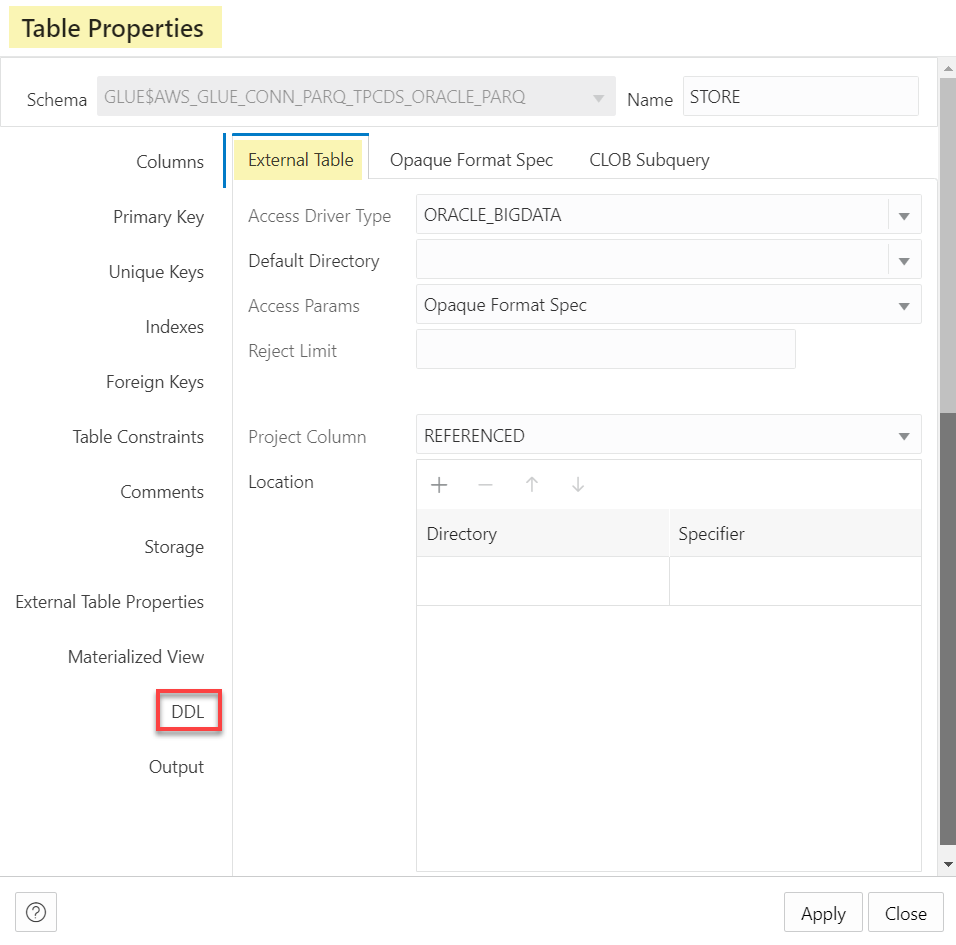 Table Properties
Schema GLUE$AWS_GLUE_CONN_PARQ_TPCDS_ORACLE_PARQ Name STORE
Columns
Primary Key
Unique Keys
Indexes
Foreign Keys
Table Constraints
Comments
Storage
External Table Properties
Materialized View
DDL
Output
External Table Opaque Format Spec CLOB Subquery
Access Driver Type ORACLE_BIGDATA
Default Directory
Access Params Opaque Format Spec
Reject Limit
Project Column REFERENCED
Location
Directory Specifier
? Apply Close